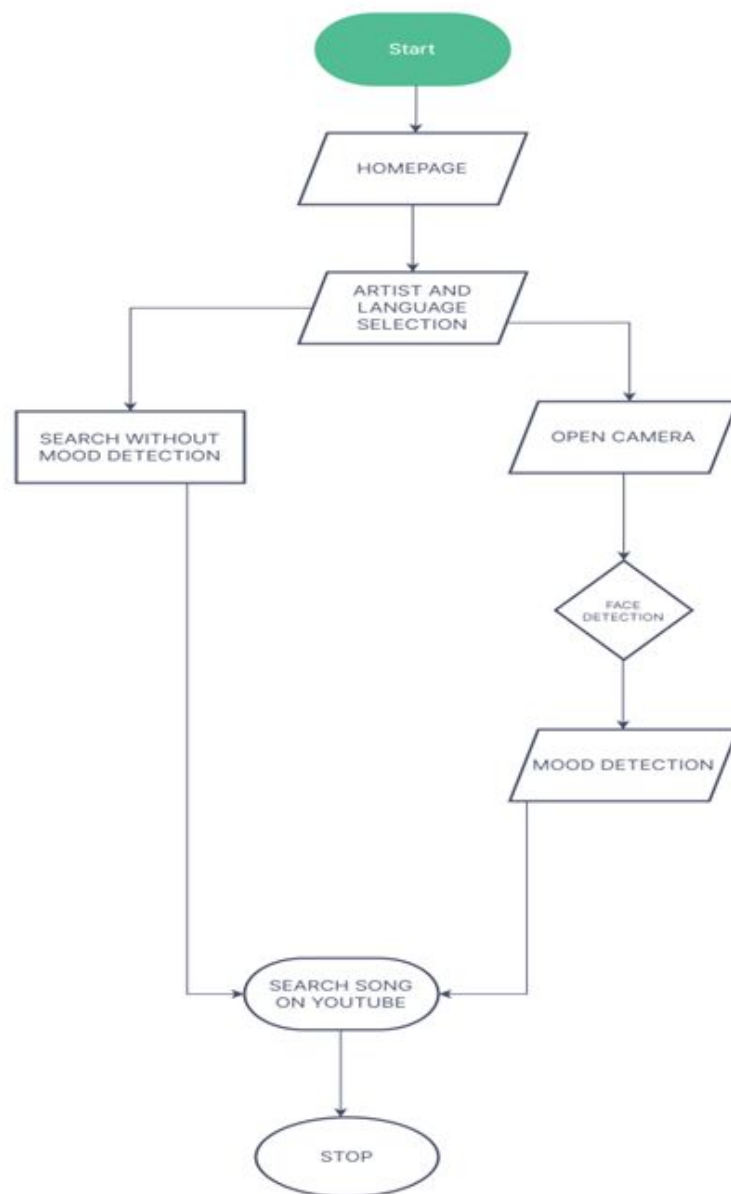 Start
HOMEPAGE
ARTIST AND
LANGUAGE
SELECTION
SEARCH WITHOUT
MOOD DETECTION
OPEN CAMERA
FACE
DETECTION
MOOD DETECTION
SEARCH SONG
ON YOUTUBE
STOP